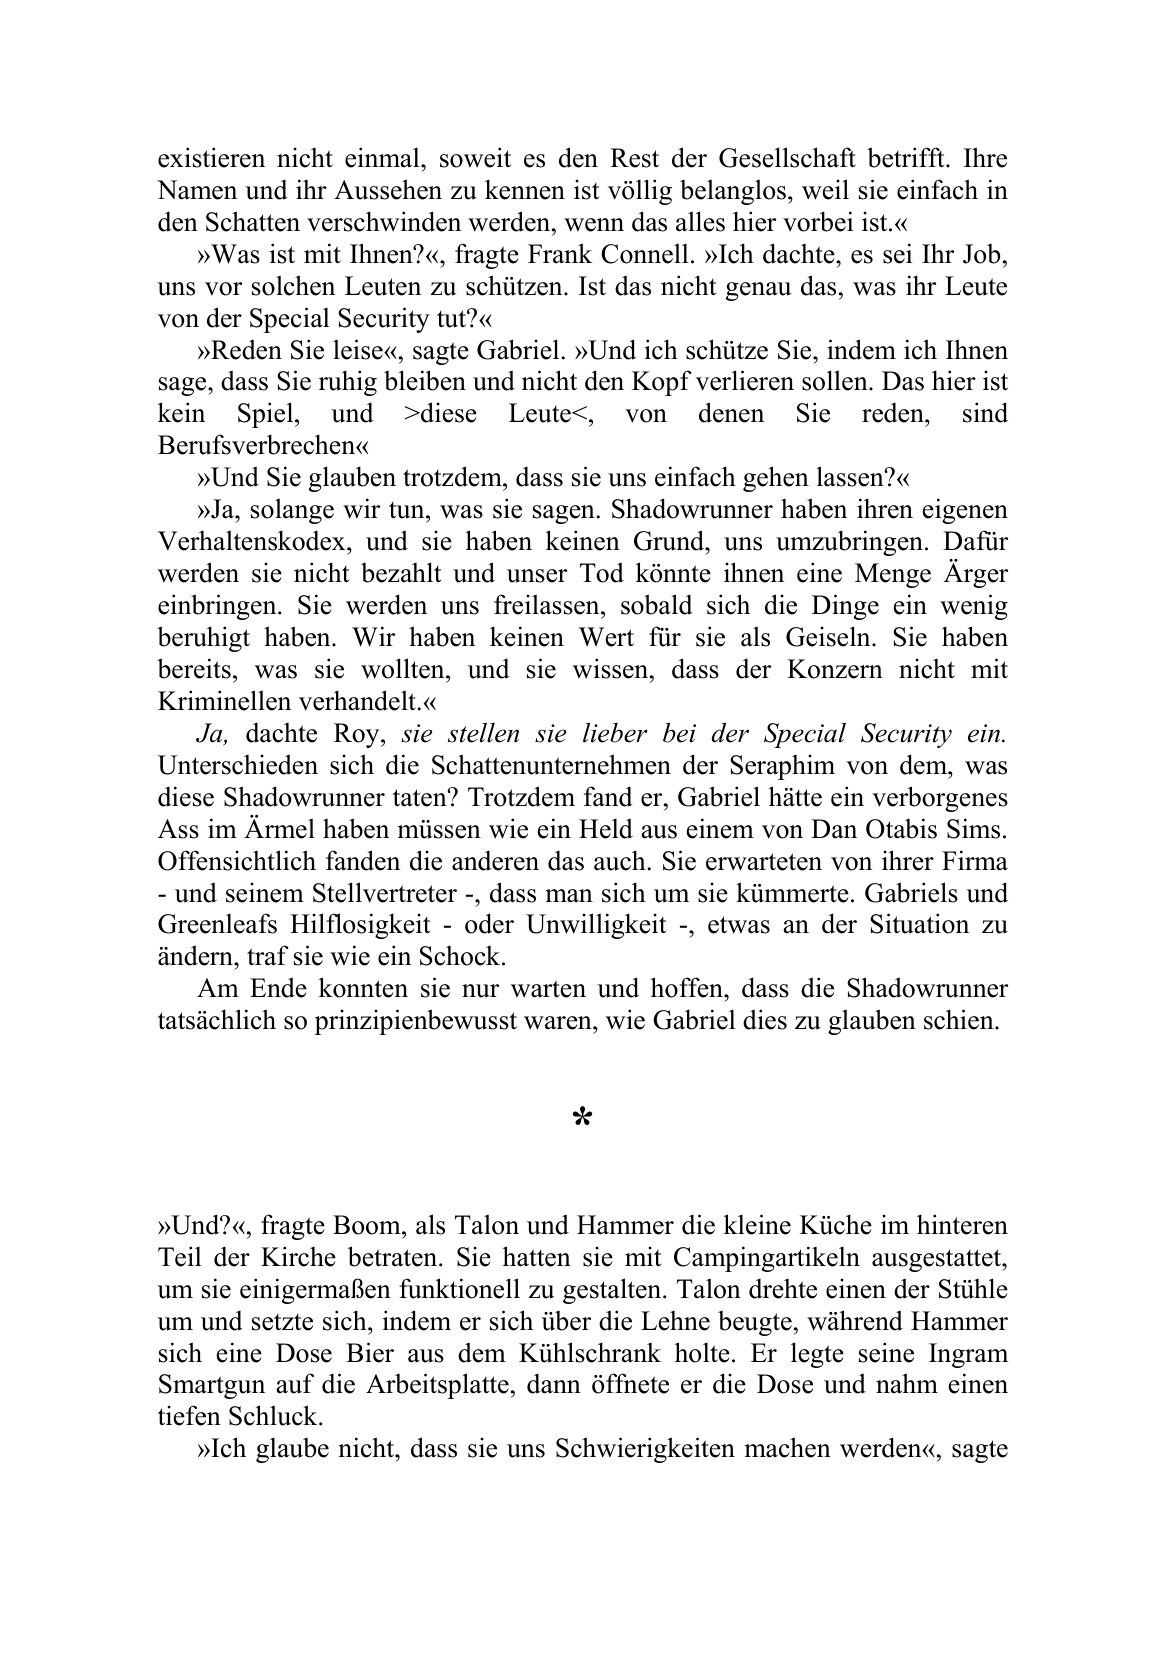 existieren nicht einmal, soweit es den Rest der Gesellschaft betrifft. Ihre
Namen und ihr Aussehen zu kennen ist völlig belanglos, weil sie einfach in
den Schatten verschwinden werden, wenn das alles hier vorbei ist.«
»Was ist mit Ihnen?«, fragte Frank Connell. »Ich dachte, es sei Ihr Job,
uns vor solchen Leuten zu schützen. Ist das nicht genau das, was ihr Leute
von der Special Security tut?«
»Reden Sie leise«, sagte Gabriel. »Und ich schütze Sie, indem ich Ihnen
sage, dass Sie ruhig bleiben und nicht den Kopf verlieren sollen. Das hier ist
kein Spiel, und >diese Leute<, von denen Sie reden, sind
Berufsverbrechen«
»Und Sie glauben trotzdem, dass sie uns einfach gehen lassen?«
»Ja, solange wir tun, was sie sagen. Shadowrunner haben ihren eigenen
Verhaltenskodex, und sie haben keinen Grund, uns umzubringen. Dafür
werden sie nicht bezahlt und unser Tod könnte ihnen eine Menge Ärger
einbringen. Sie werden uns freilassen, sobald sich die Dinge ein wenig
beruhigt haben. Wir haben keinen Wert für sie als Geiseln. Sie haben
bereits, was sie wollten, und sie wissen, dass der Konzern nicht mit
Kriminellen verhandelt.«
Ja, dachte Roy, sie stellen sie lieber bei der Special Security ein.
Unterschieden sich die Schattenunternehmen der Seraphim von dem, was
diese Shadowrunner taten? Trotzdem fand er, Gabriel hätte ein verborgenes
Ass im Ärmel haben müssen wie ein Held aus einem von Dan Otabis Sims.
Offensichtlich fanden die anderen das auch. Sie erwarteten von ihrer Firma
- und seinem Stellvertreter -, dass man sich um sie kümmerte. Gabriels und
Greenleafs Hilflosigkeit - oder Unwilligkeit -, etwas an der Situation zu
ändern, traf sie wie ein Schock.
Am Ende konnten sie nur warten und hoffen, dass die Shadowrunner
tatsächlich so prinzipienbewusst waren, wie Gabriel dies zu glauben schien.
*
»Und?«, fragte Boom, als Talon und Hammer die kleine Küche im hinteren
Teil der Kirche betraten. Sie hatten sie mit Campingartikeln ausgestattet,
um sie einigermaßen funktionell zu gestalten. Talon drehte einen der Stühle
um und setzte sich, indem er sich über die Lehne beugte, während Hammer
sich eine Dose Bier aus dem Kühlschrank holte. Er legte seine Ingram
Smartgun auf die Arbeitsplatte, dann öffnete er die Dose und nahm einen
tiefen Schluck.
»Ich glaube nicht, dass sie uns Schwierigkeiten machen werden«, sagte